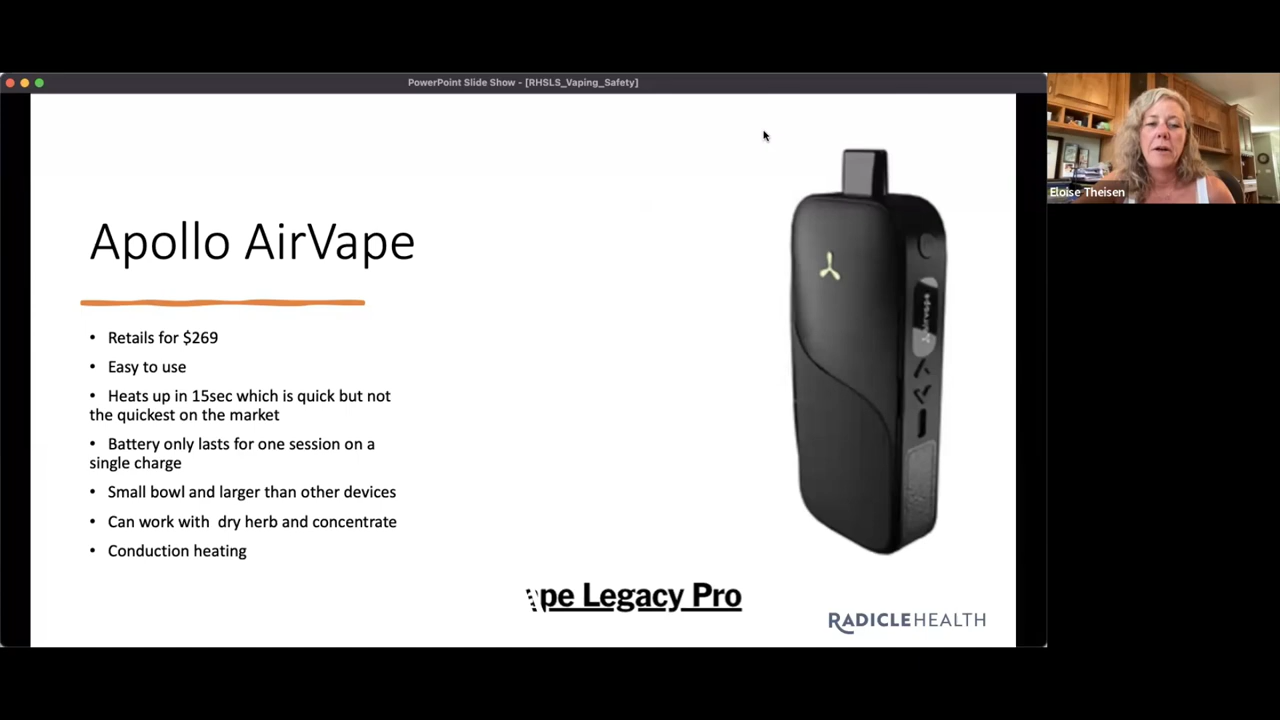 PowerPoint Slide Show - [RHSLS_Vaping_Safety]
Eloise Theisen
Apollo AirVape
• Retails for $269
• Easy to use
• Heats up in 15sec which is quick but not
the quickest on the market
• Battery only lasts for one session on a
single charge
• Small bowl and larger than other devices
• Can work with dry herb and concentrate
• Conduction heating
airvape
Legacy Pro
RADICLEHEALTH